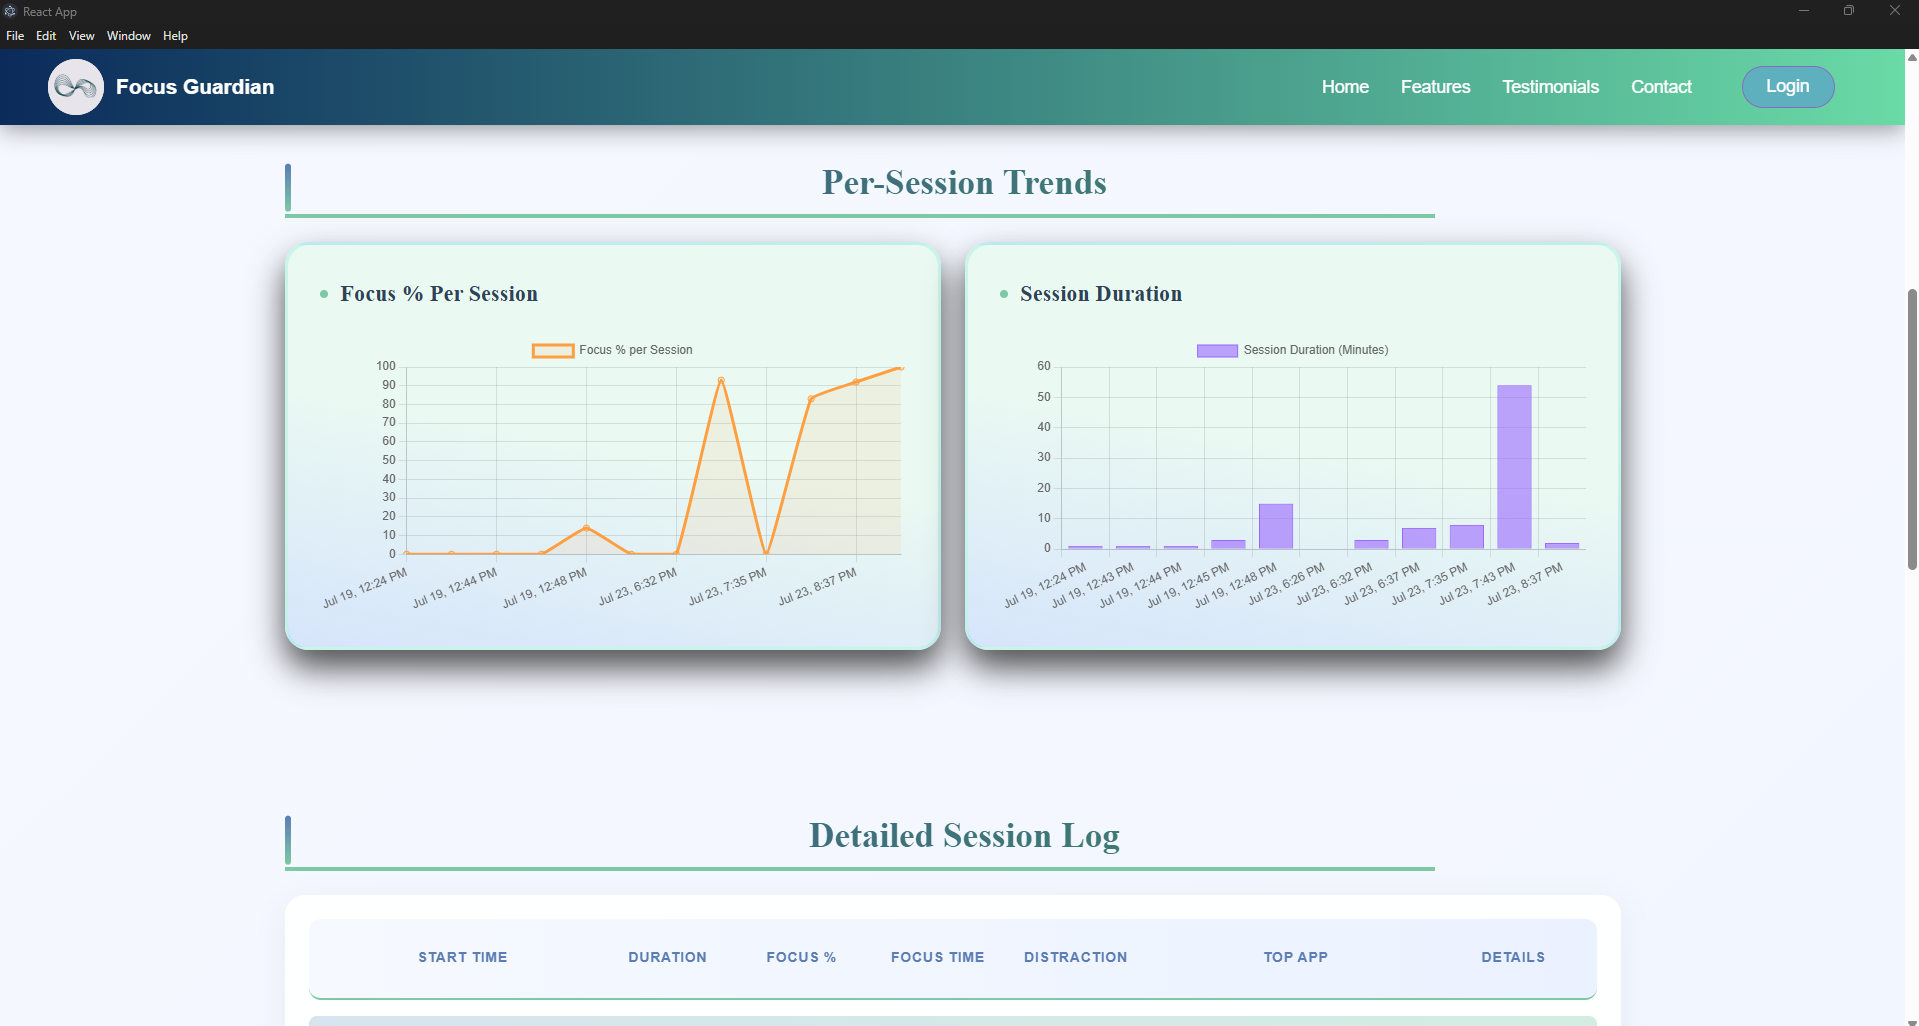 React App
File Edit View Window Help
Focus Guardian
Home Features Testimonials Contact Login
Per-Session Trends
Focus % Per Session
Focus % per Session
100
90
80
70
60
50
40
30
20
10
0
Jul 19, 12:24 PM
Jul 19, 12:44 PM
Jul 19, 12:48 PM
Jul 23, 6:32 PM
Jul 23, 7:35 PM
Jul 23, 8:37 PM
Session Duration
Session Duration (Minutes)
60
50
40
30
20
10
0
Jul 19, 12:24 PM
Jul 19, 12:43 PM
Jul 19, 12:44 PM
Jul 19, 12:45 PM
Jul 19, 12:48 PM
Jul 23, 6:26 PM
Jul 23, 6:32 PM
Jul 23, 6:37 PM
Jul 23, 7:35 PM
Jul 23, 7:43 PM
Jul 23, 8:37 PM
Detailed Session Log
START TIME DURATION FOCUS % FOCUS TIME DISTRACTION TOP APP DETAILS